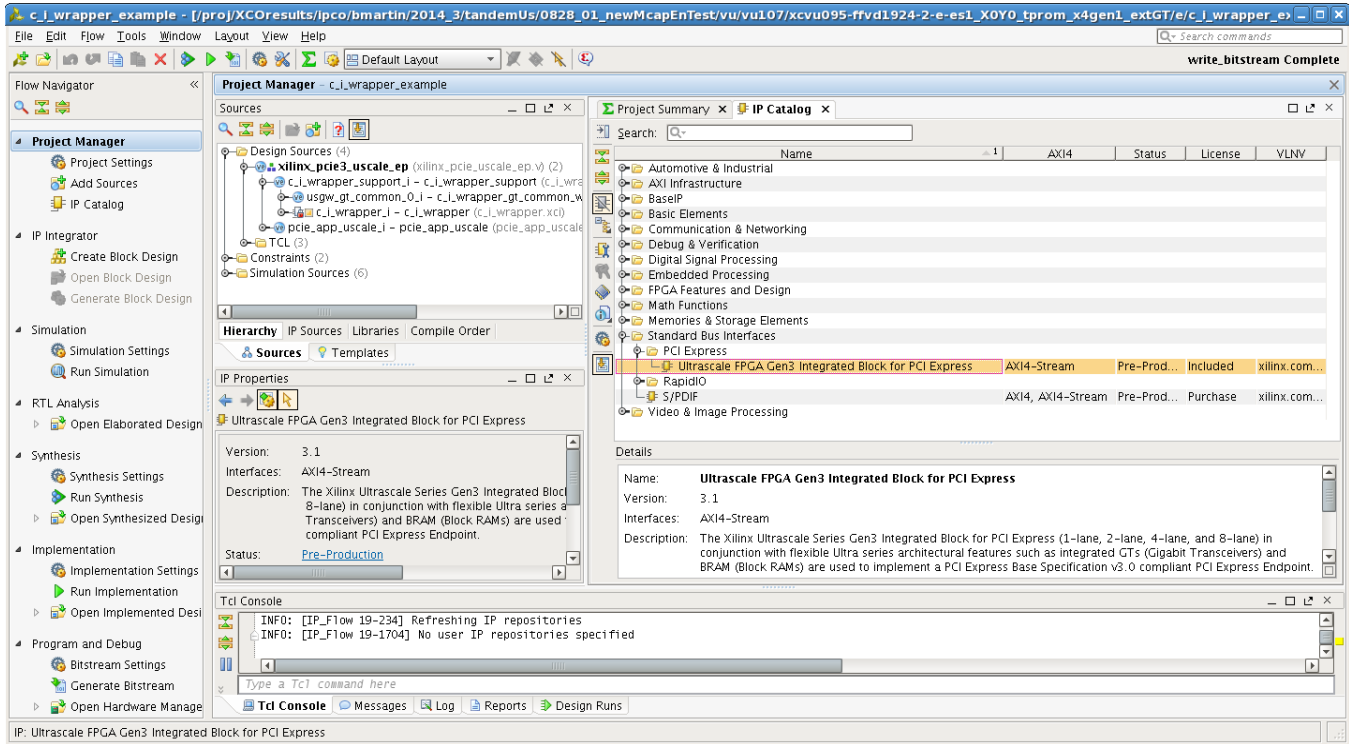 c_i_wrapper_example - [/proj/XCOresults/ipco/bmartin/2014_3/tandemUs/0828_01_newMcapEnTest/vu/vu107/xcvu095-ffvd1924-2-e-es1_X0Y0_tprom_x4gen1_extGT/e/c_i_wrapper_ex
File Edit Flow Tools Window Layout View Help
Search commands
Default Layout
write_bitstream Complete
Flow Navigator
Project Manager
Project Settings
Add Sources
IP Catalog
IP Integrator
Create Block Design
Open Block Design
Generate Block Design
Simulation
Simulation Settings
Run Simulation
RTL Analysis
Open Elaborated Design
Synthesis
Synthesis Settings
Run Synthesis
Open Synthesized Desig
Implementation
Implementation Settings
Run Implementation
Open Implemented Desi
Program and Debug
Bitstream Settings
Generate Bitstream
Open Hardware Manage
Project Manager - c_i_wrapper_example
Sources
Design Sources (4)
xilinx_pcie3_uscale_ep (xilinx_pcie_uscale_ep.v) (2)
c_i_wrapper_support_i - c_i_wrapper_support (c_i_wra
usgw_gt_common_0_i - c_i_wrapper_gt_common_w
c_i_wrapper_i - c_i_wrapper (c_i_wrapper.xci)
pcie_app_uscale_i - pcie_app_uscale (pcie_app_uscale
TCL (3)
Constraints (2)
Simulation Sources (6)
Hierarchy IP Sources Libraries Compile Order
Sources Templates
IP Properties
Ultrascale FPGA Gen3 Integrated Block for PCI Express
Version: 3.1
Interfaces: AXI4-Stream
Description: The Xilinx Ultrascale Series Gen3 Integrated Block
8-lane) in conjunction with flexible Ultra series a
Transceivers) and BRAM (Block RAMs) are used
compliant PCI Express Endpoint.
Status: Pre-Production
Project Summary IP Catalog
Search:
Name 1 AXI4 Status License VLNV
Automotive & Industrial
AXI Infrastructure
BaseIP
Basic Elements
Communication & Networking
Debug & Verification
Digital Signal Processing
Embedded Processing
FPGA Features and Design
Math Functions
Memories & Storage Elements
Standard Bus Interfaces
PCI Express
Ultrascale FPGA Gen3 Integrated Block for PCI Express AXI4-Stream Pre-Prod... Included xilinx.com...
RapidIO
S/PDIF AXI4, AXI4-Stream Pre-Prod... Purchase xilinx.com...
Video & Image Processing
Details
Name: Ultrascale FPGA Gen3 Integrated Block for PCI Express
Version: 3.1
Interfaces: AXI4-Stream
Description: The Xilinx Ultrascale Series Gen3 Integrated Block for PCI Express (1-lane, 2-lane, 4-lane, and 8-lane) in
conjunction with flexible Ultra series architectural features such as integrated GTs (Gigabit Transceivers) and
BRAM (Block RAMs) are used to implement a PCI Express Base Specification v3.0 compliant PCI Express Endpoint.
Tcl Console
INFO: [IP_Flow 19-234] Refreshing IP repositories
INFO: [IP_Flow 19-1704] No user IP repositories specified
Type a Tcl command here
Tcl Console Messages Log Reports Design Runs
IP: Ultrascale FPGA Gen3 Integrated Block for PCI Express